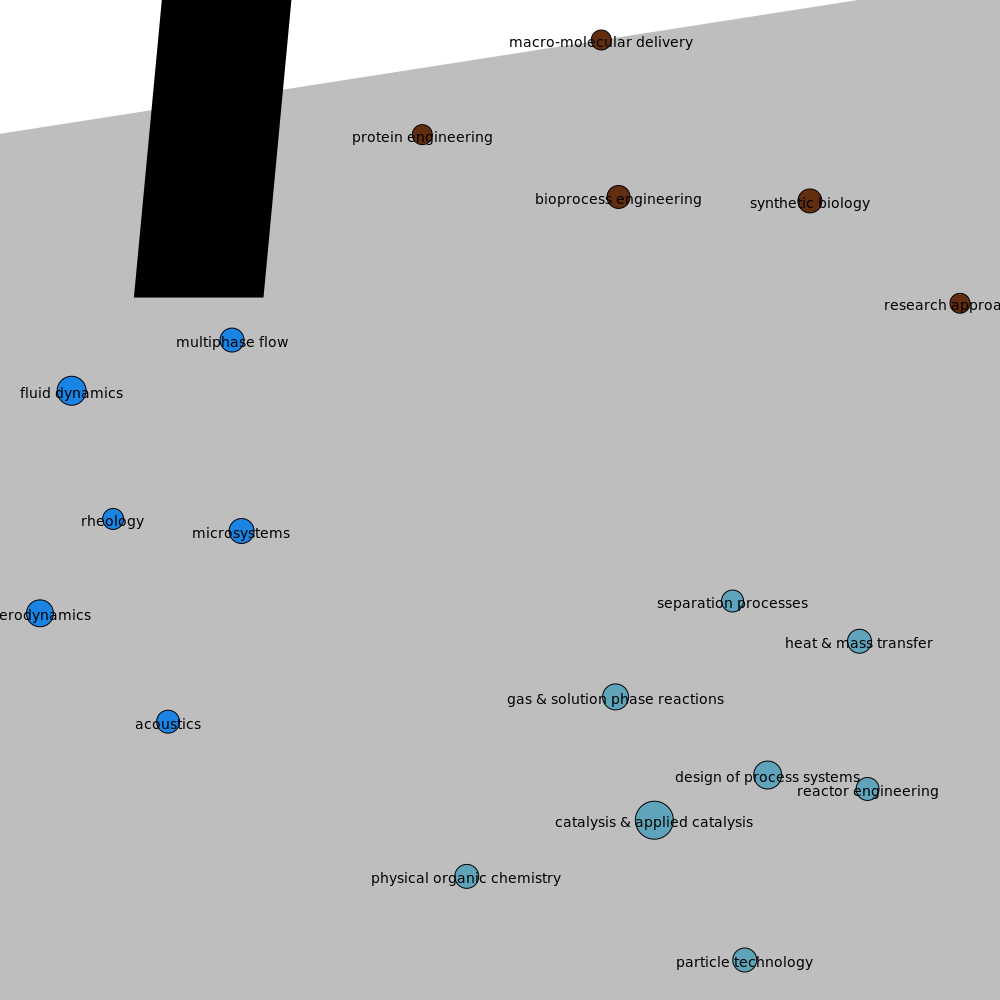 macro-molecular delivery
protein engineering
bioprocess engineering
synthetic biology
research approa
multiphase flow
fluid dynamics
rheology
microsystems
separation processes
erodynamics
heat & mass transfer
gas & solution phase reactions
acoustics
design of process systems
reactor engineering
catalysis & applied catalysis
physical organic chemistry
particle technology